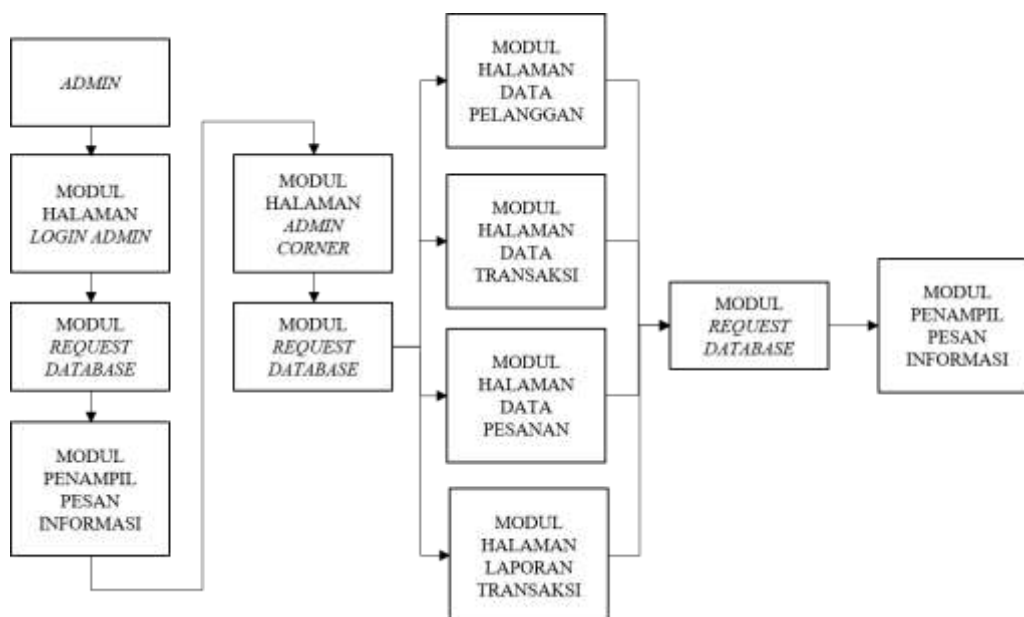 ADMIN
MODUL
HALAMAN
LOGIN ADMIN
MODUL
REQUEST
DATABASE
MODUL
PENAMPIL
PESAN
INFORMASI
MODUL
HALAMAN
ADMIN
CORNER
MODUL
REQUEST
DATABASE
MODUL
HALAMAN
DATA
PELANGGAN
MODUL
HALAMAN
DATA
TRANSAKSI
MODUL
HALAMAN
DATA
PESANAN
MODUL
HALAMAN
LAPORAN
TRANSAKSI
MODUL
REQUEST
DATABASE
MODUL
PENAMPIL
PESAN
INFORMASI